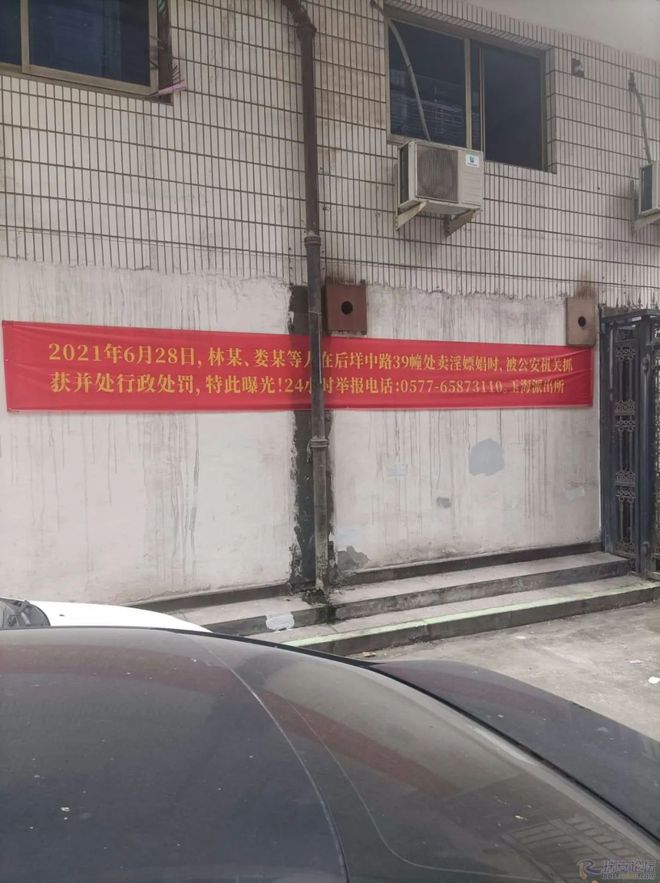 2021年6月28日, 林某、娄某等人在后垟中路39幢处卖淫嫖娼时, 被公安机关抓
获并处行政处罚, 特此曝光!24小时举报电话:0577-65873110 上海派出所